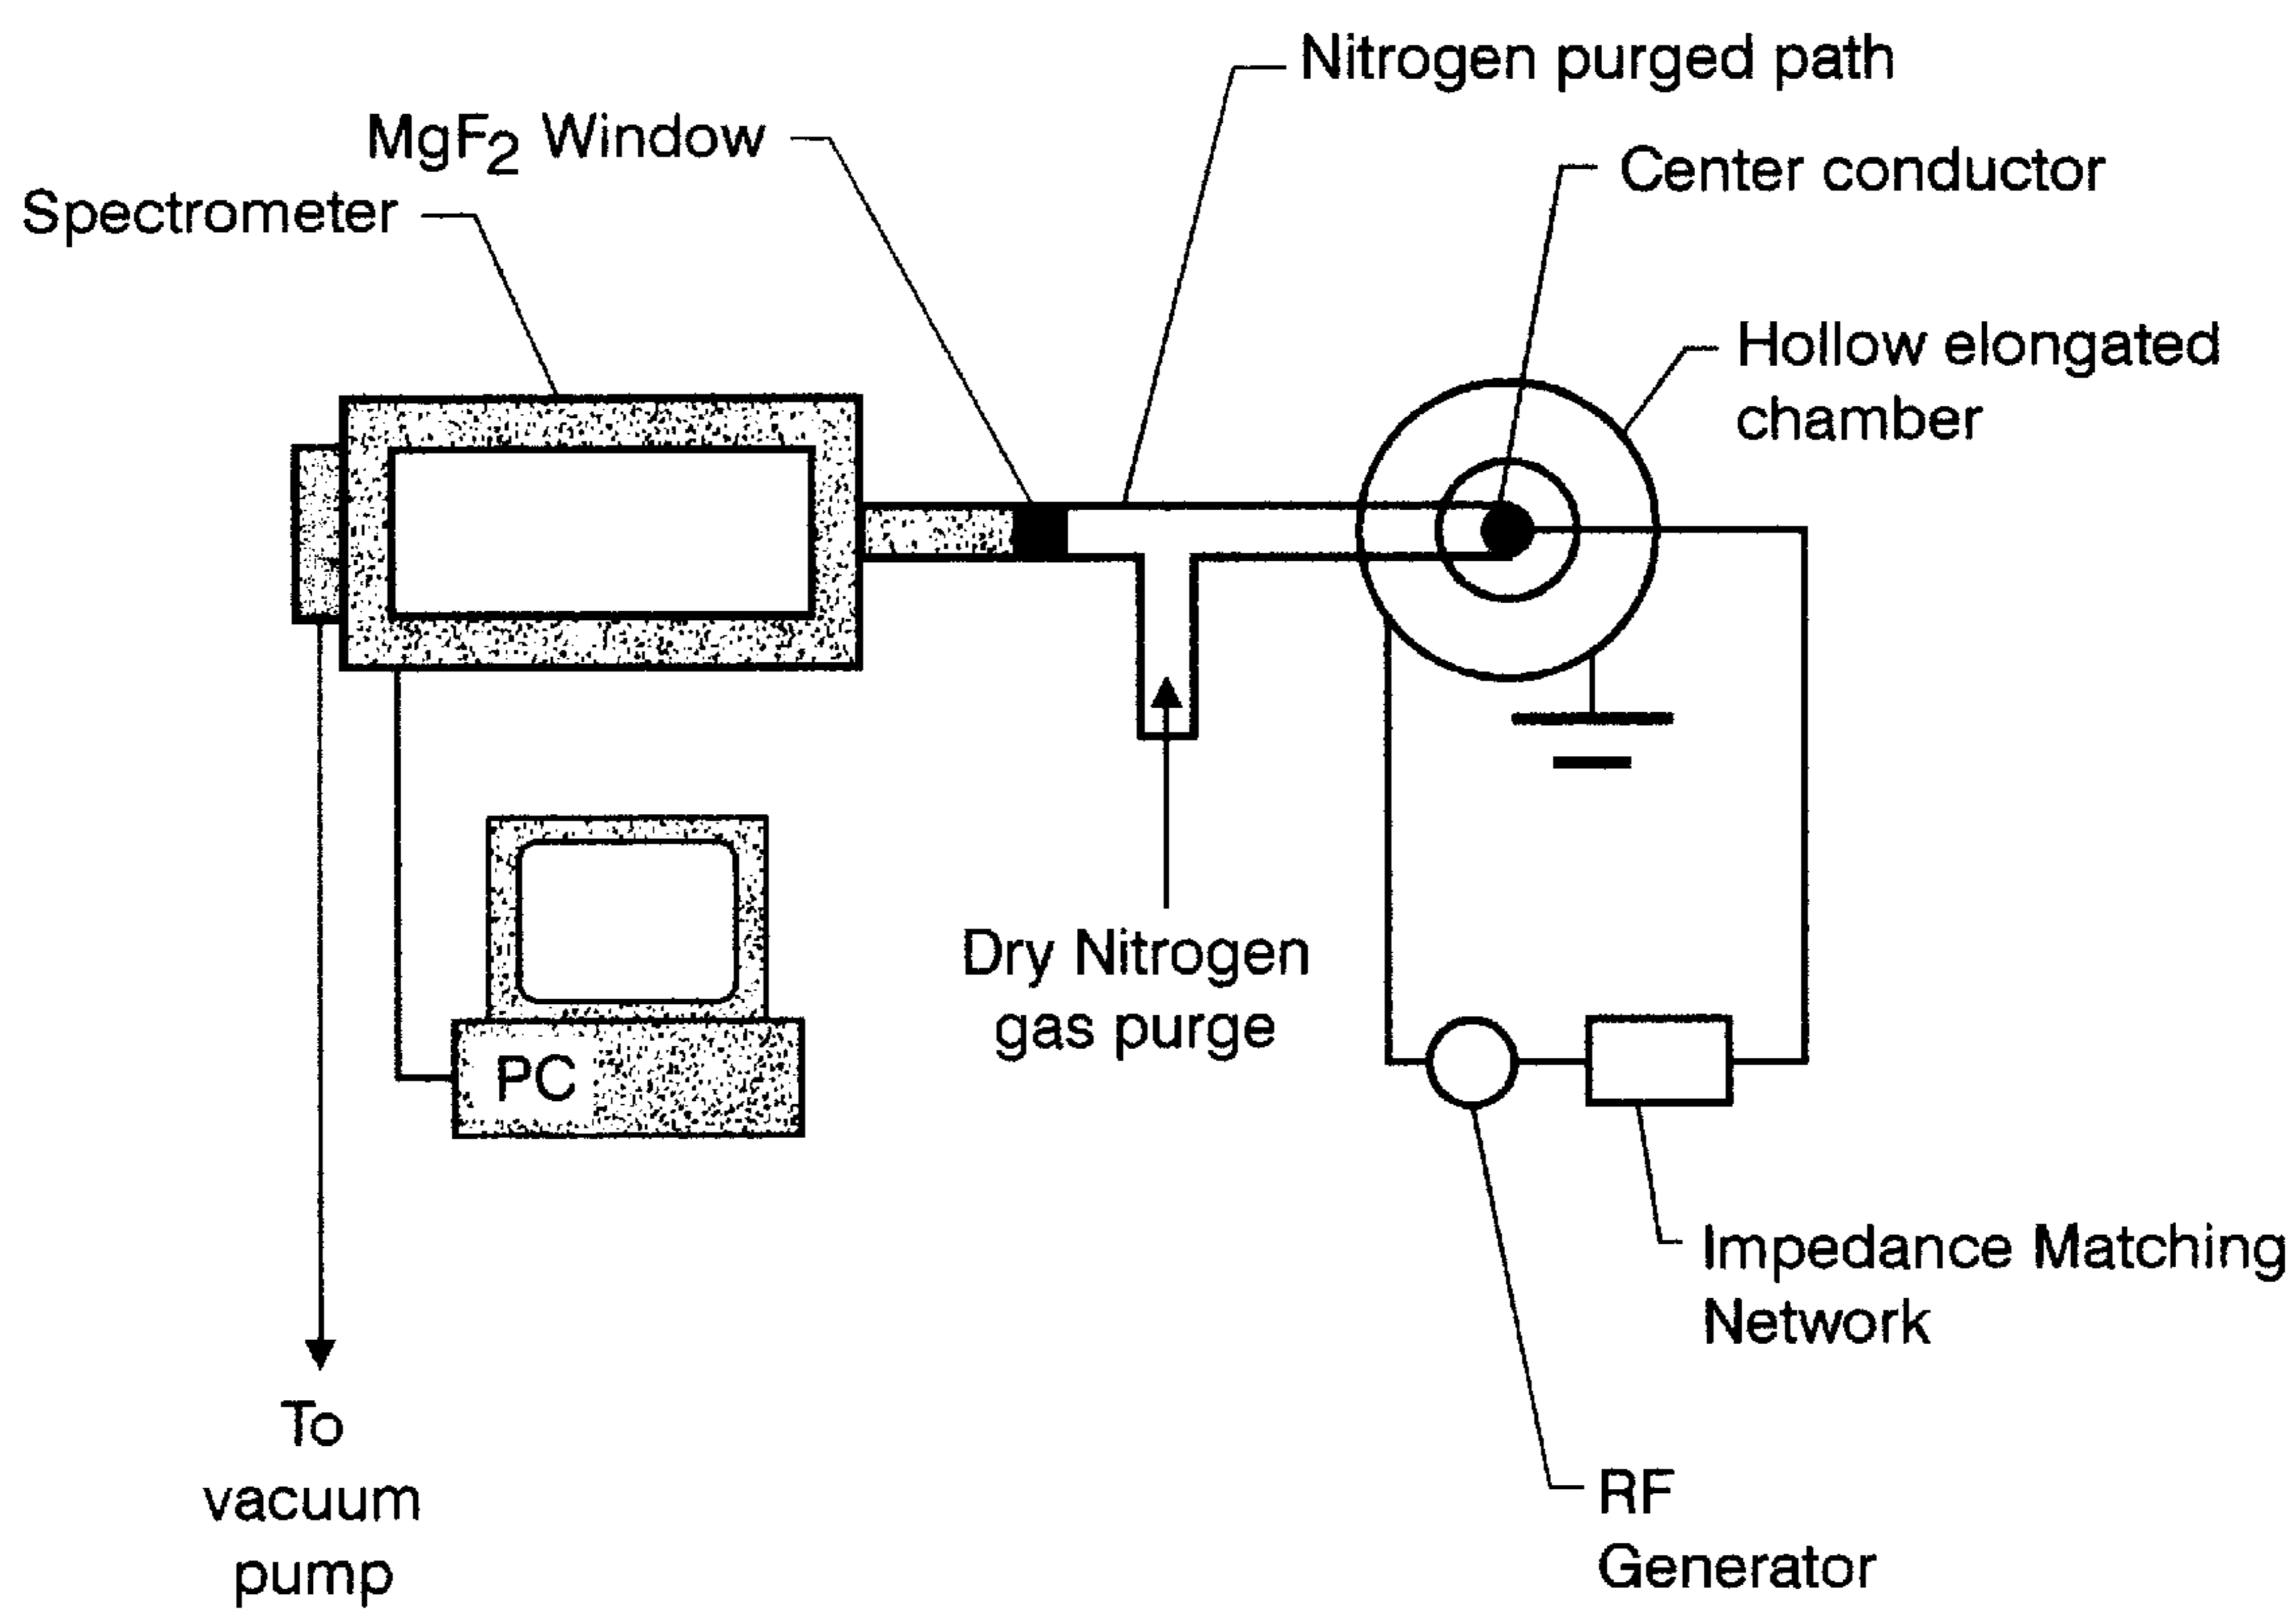 Nitrogen purged path
MgF₂ Window
Center conductor
Spectrometer
Hollow elongated
chamber
Dry Nitrogen
gas purge
PC
Impedance Matching
Network
To
vacuum
pump
RF
Generator